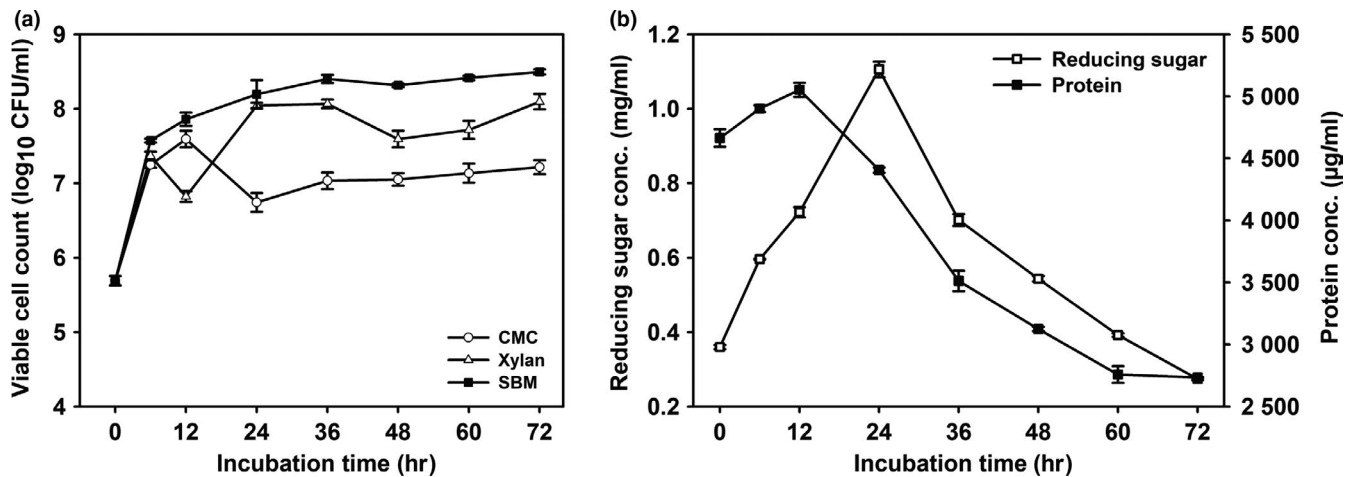 (a)
Viable cell count (log10 CFU/ml)
9
8
7
6
5
4
CMC
Xylan
SBM
0 12 24 36 48 60 72
Incubation time (hr)
(b)
Reducing sugar conc. (mg/ml)
1.2
1.0
0.8
0.6
0.4
0.2
Reducing sugar
Protein
5 500
5 000
4 500
4 000
3 500
3 000
2 500
Protein conc. (µg/ml)
0 12 24 36 48 60 72
Incubation time (hr)